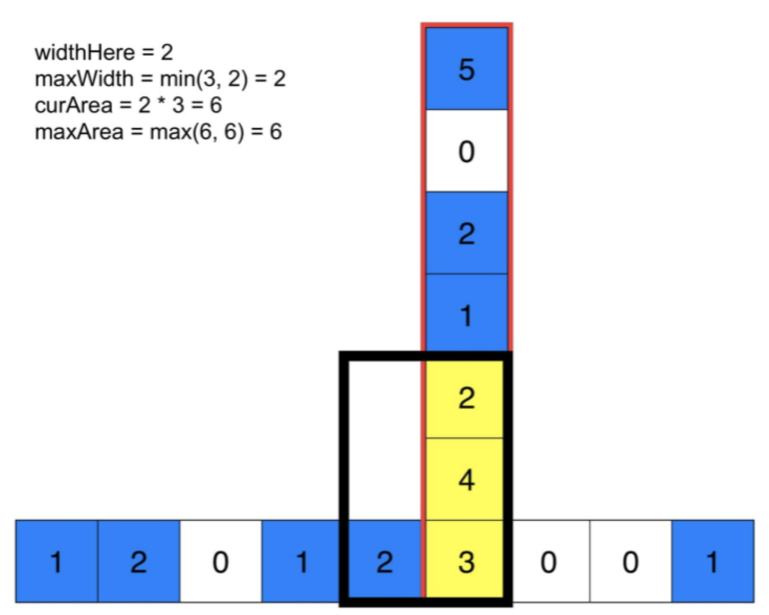 widthHere = 2
maxWidth = min(3, 2) = 2
curArea = 2 * 3 = 6
maxArea = max(6, 6) = 6
5
0
2
1
2
4
1 2 0 1 2 3 0 0 1